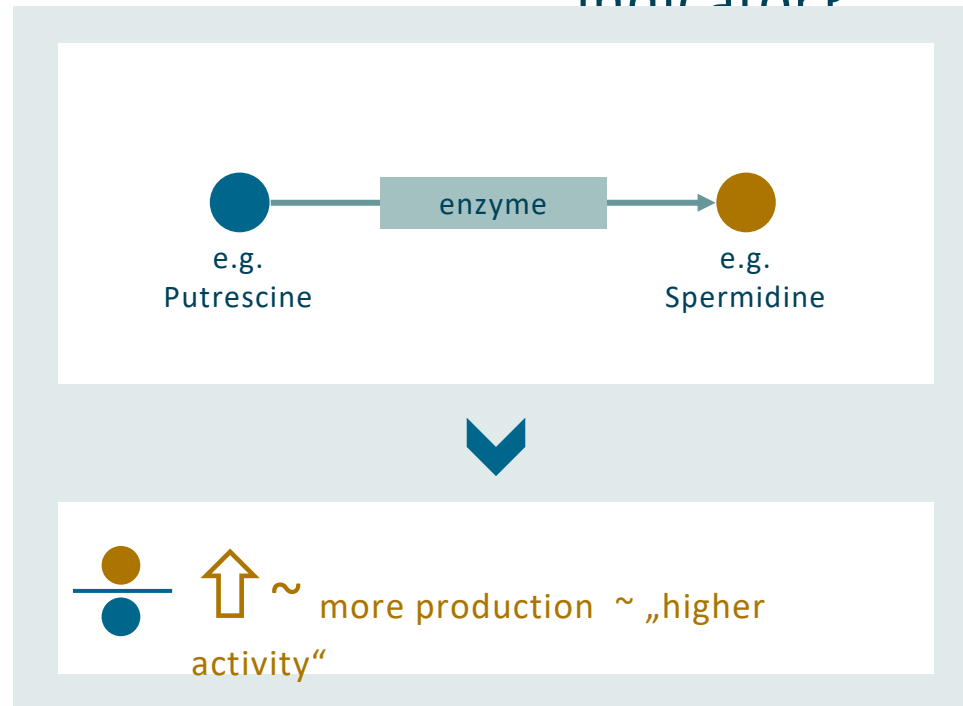 enzyme
e.g.
Putrescine
e.g.
Spermidine
~ more production ~ „higher
activity“